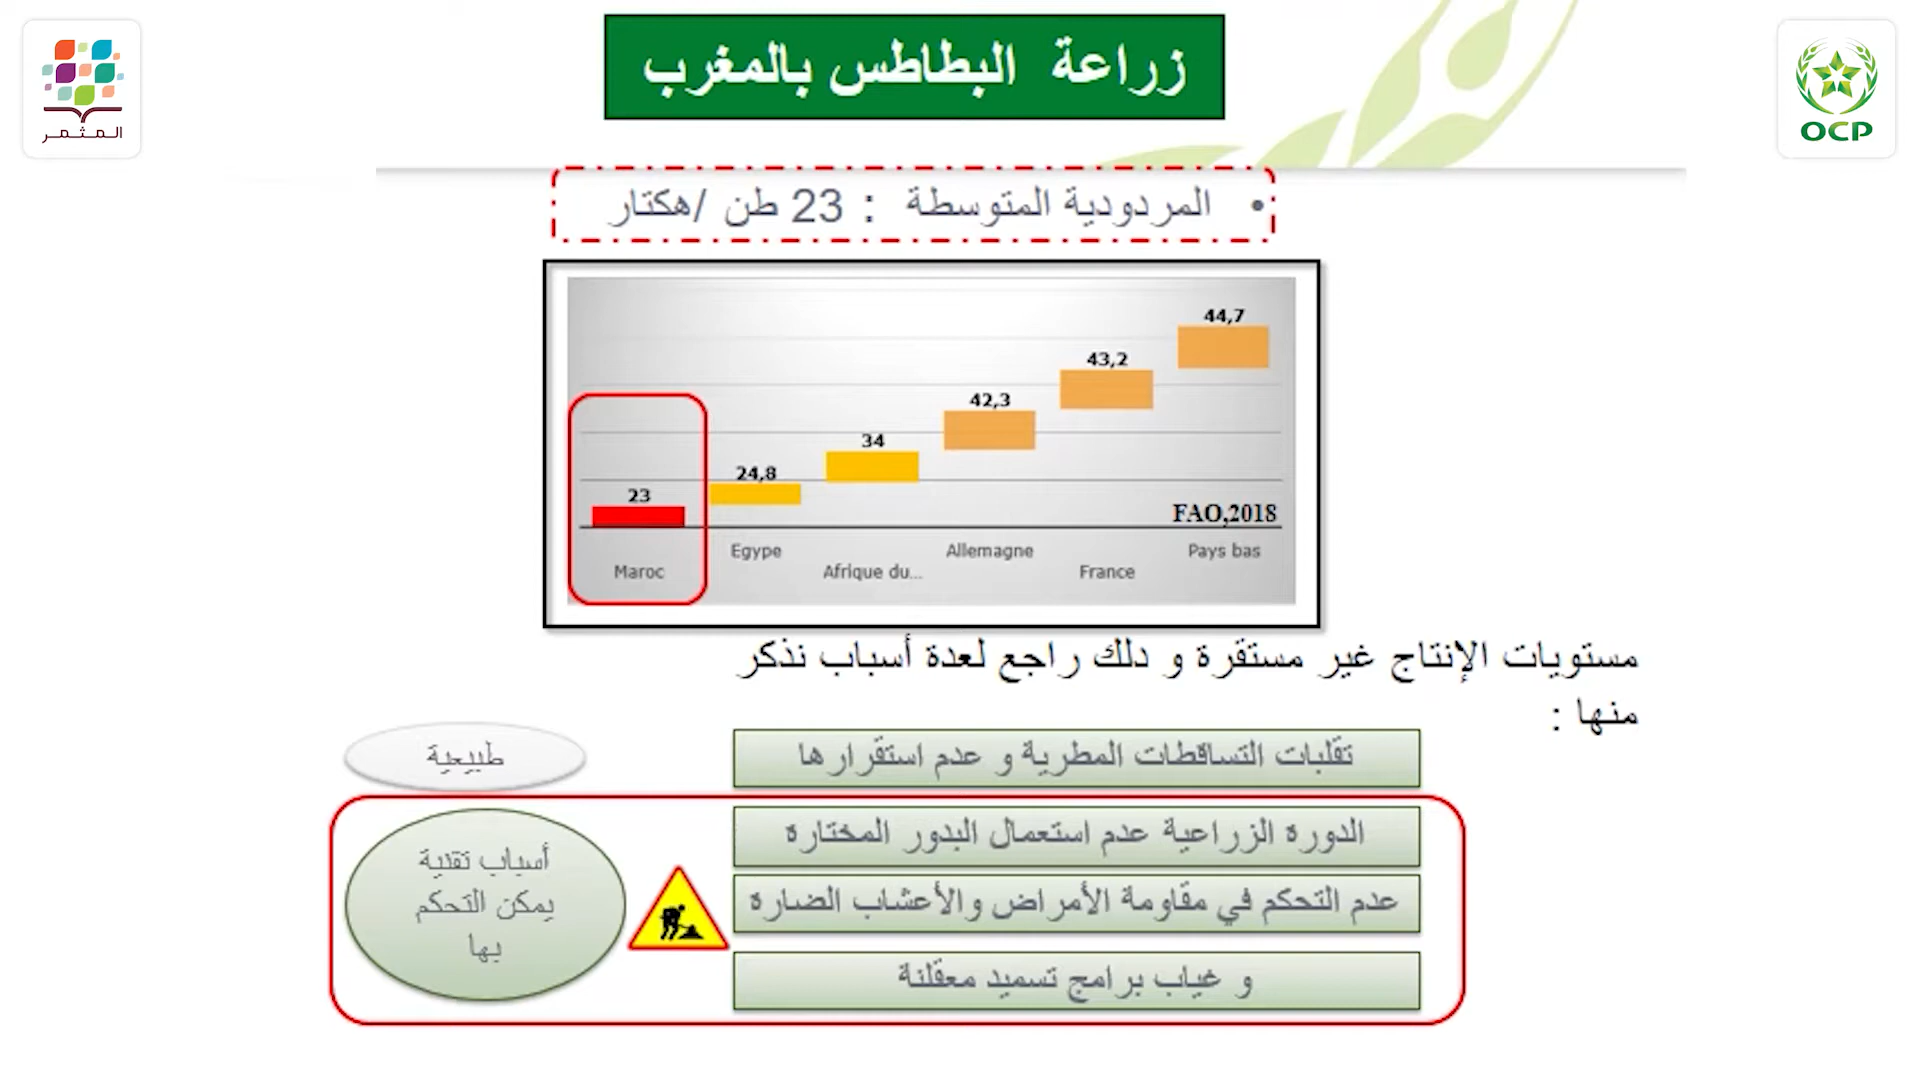 زراعة البطاطس بالمغرب
المثمر
OCP
• المردودية المتوسطة : 23 طن /هكتار
44,7
43,2
42,3
34
24,8
23
FAO,2018
Egype
Allemagne
Pays bas
Maroc
Afrique du...
France
مستويات الإنتاج غير مستقرة و دلك راجع لعدة أسباب نذكر
منها :
تقلبات التساقطات المطرية و عدم استقرارها
طبيعية
الدورة الزراعية عدم استعمال البدور المختارة
عدم التحكم في مقاومة الأمراض والأعشاب الضارة
و غياب برامج تسميد معقلنة
أسباب تقنية
يمكن التحكم
بها